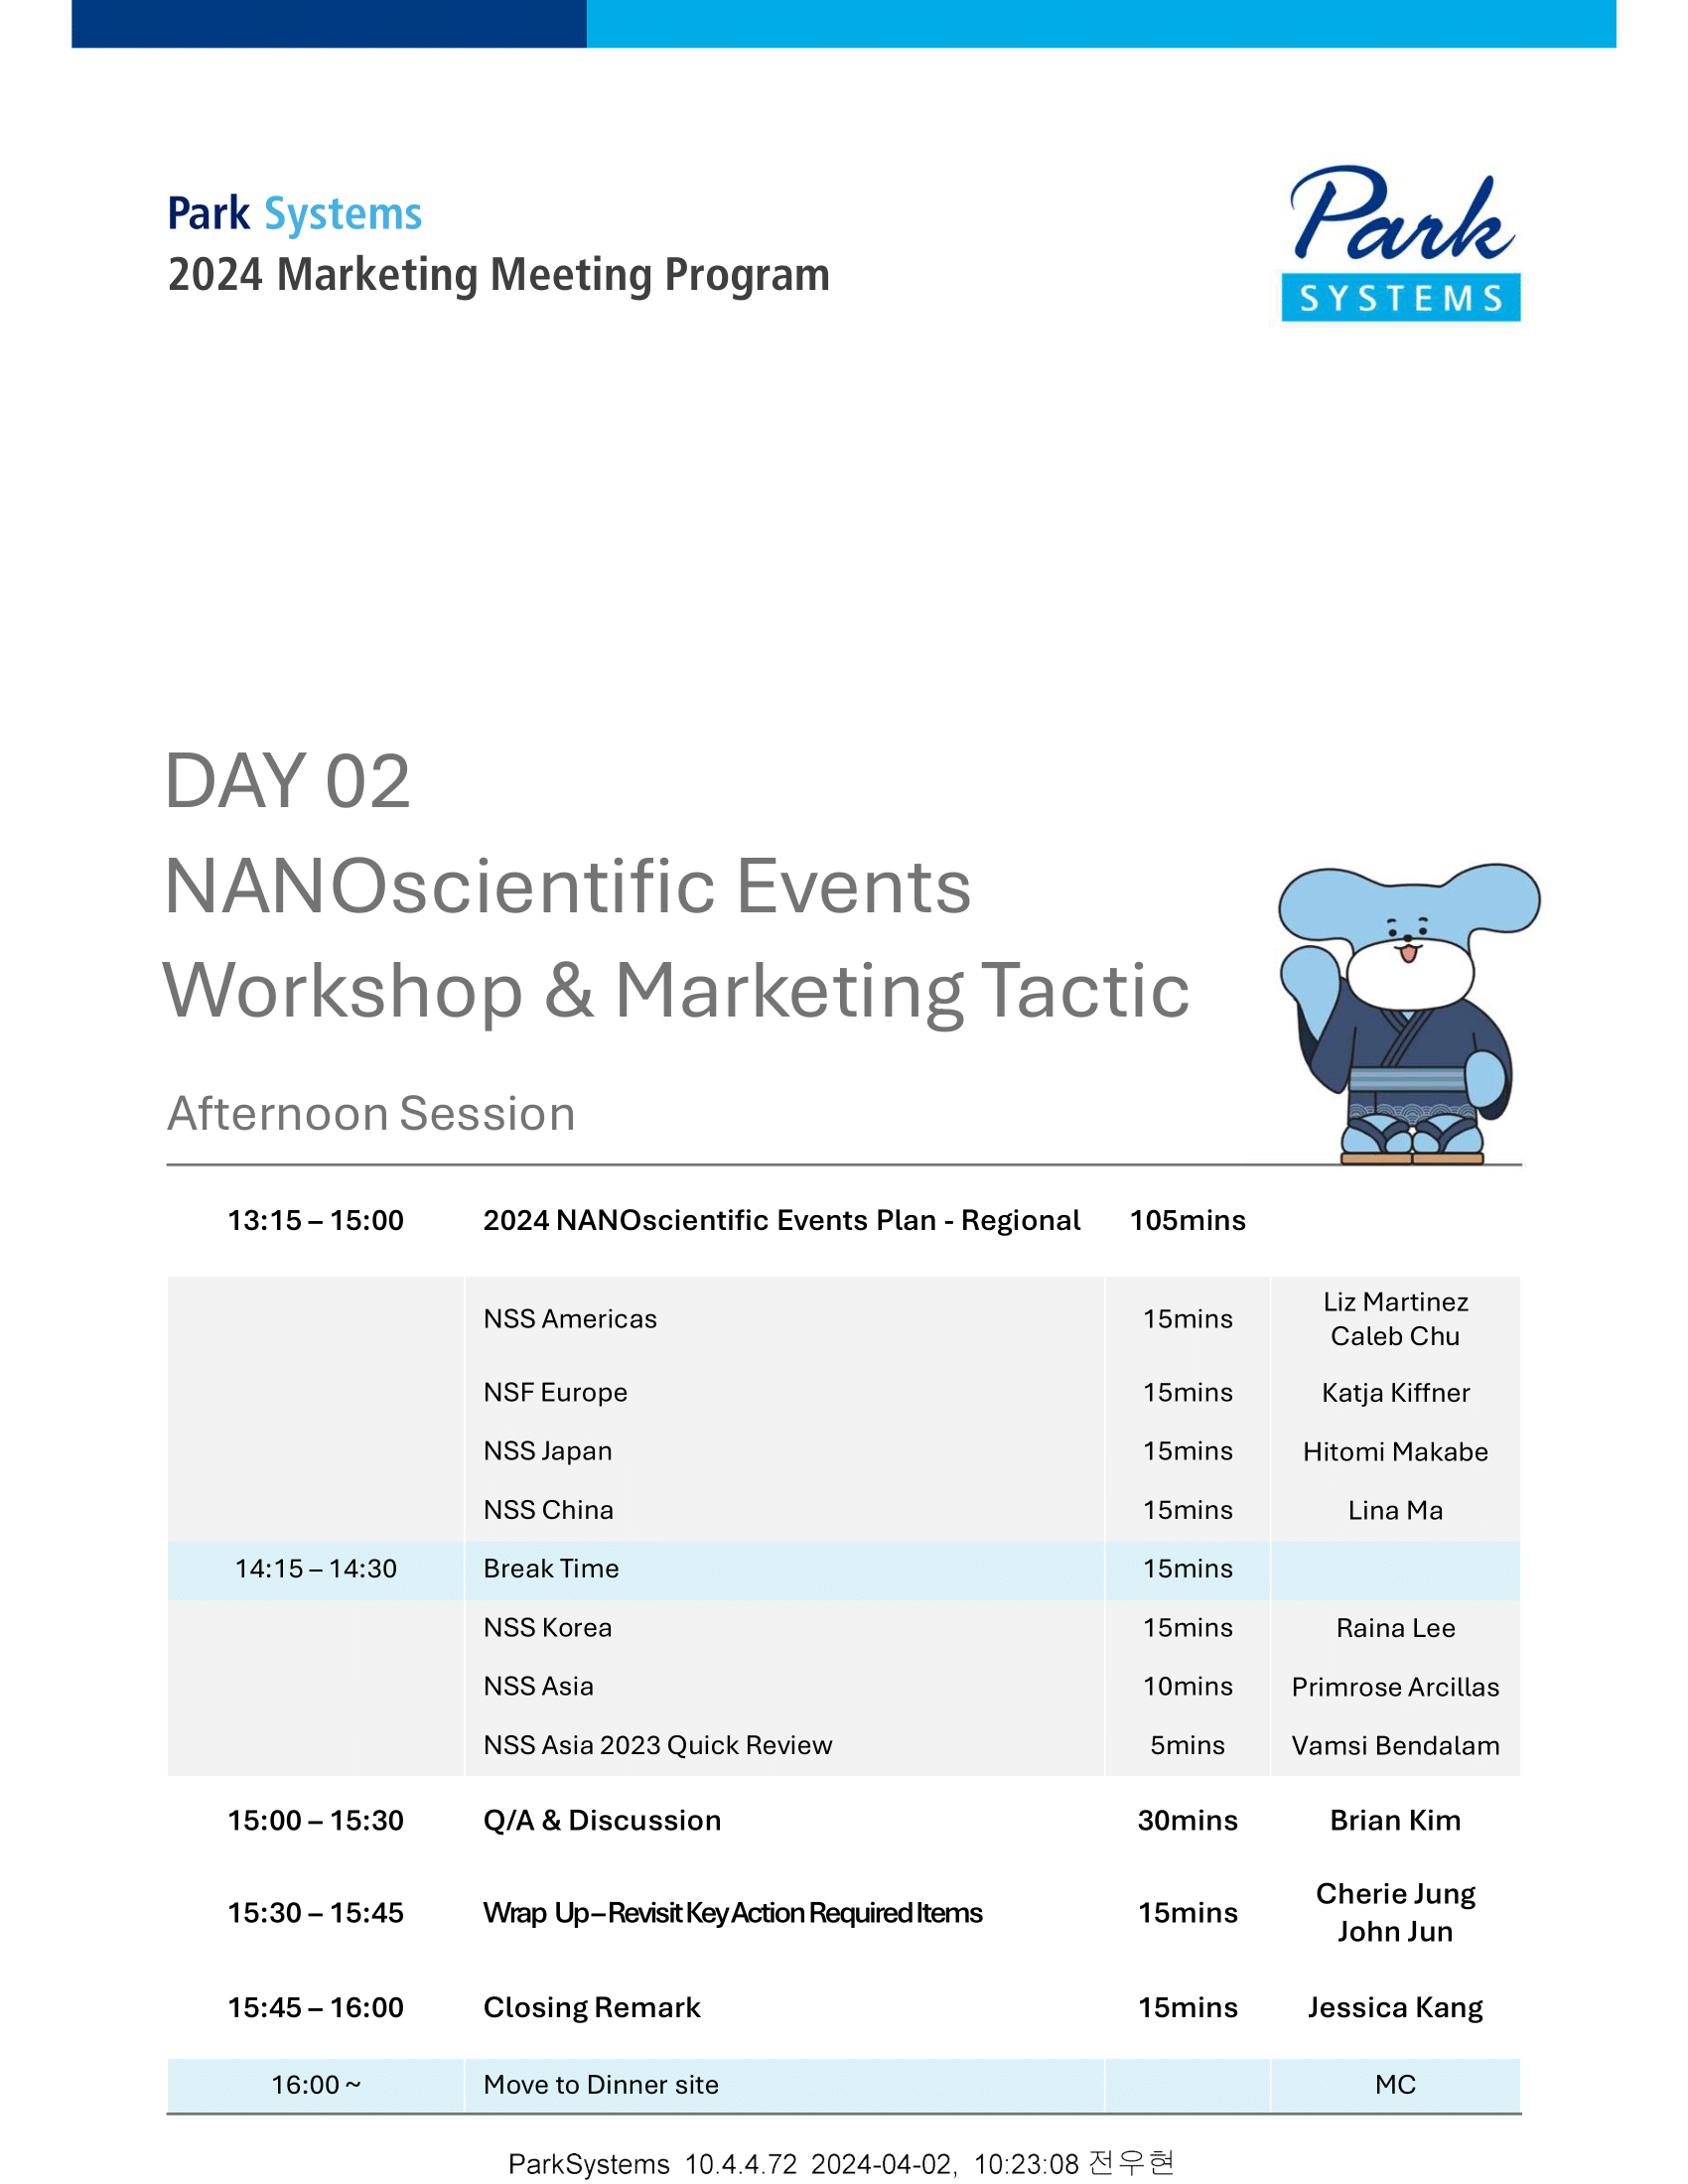 Park Systems
2024 Marketing Meeting Program
Park
SYSTEMS
DAY 02
NANOscientific Events
Workshop & Marketing Tactic
Afternoon Session
13:15 – 15:00 2024 NANOscientific Events Plan - Regional 105mins
NSS Americas 15mins Liz Martinez
Caleb Chu
NSF Europe 15mins Katja Kiffner
NSS Japan 15mins Hitomi Makabe
NSS China 15mins Lina Ma
14:15 – 14:30 Break Time 15mins
NSS Korea 15mins Raina Lee
NSS Asia 10mins Primrose Arcillas
NSS Asia 2023 Quick Review 5mins Vamsi Bendalam
15:00 – 15:30 Q/A & Discussion 30mins Brian Kim
15:30 – 15:45 Wrap Up – Revisit Key Action Required Items 15mins Cherie Jung
John Jun
15:45 – 16:00 Closing Remark 15mins Jessica Kang
16:00 ~ Move to Dinner site MC
ParkSystems 10.4.4.72 2024-04-02, 10:23:08 전우현